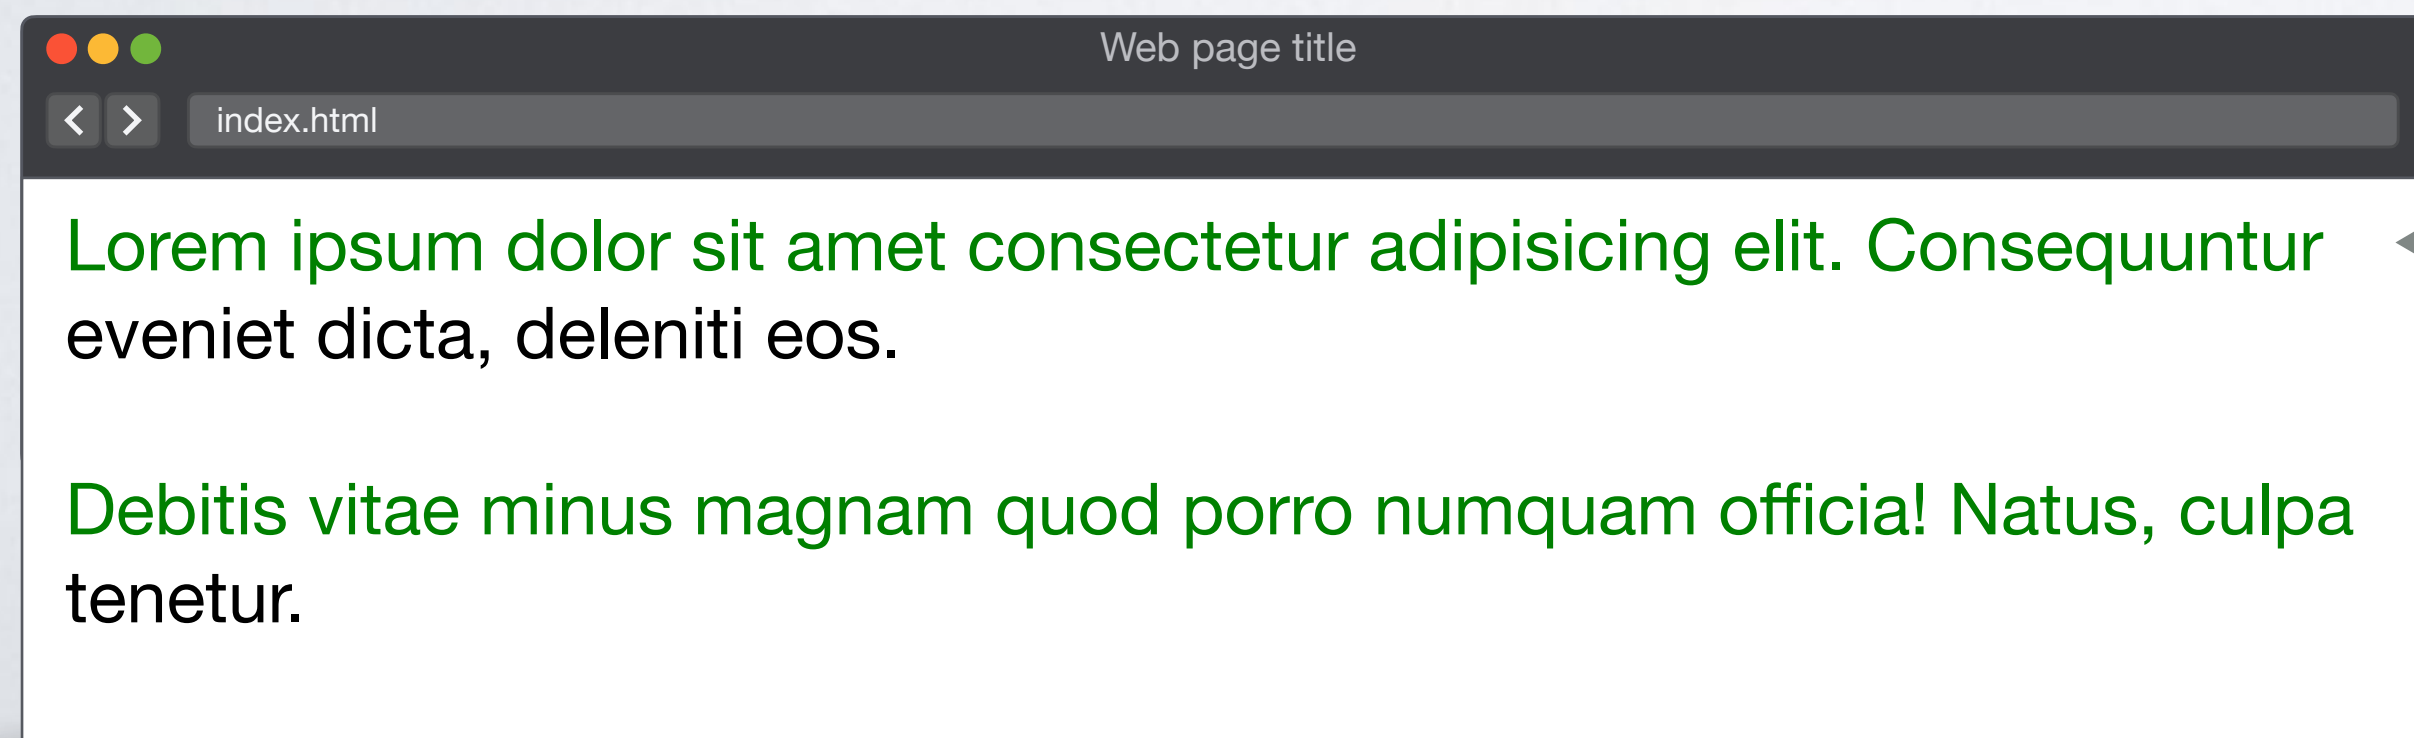 Web page title
index.html
Lorem ipsum dolor sit amet consectetur adipisicing elit. Consequuntur
eveniet dicta, deleniti eos.
Debitis vitae minus magnam quod porro numquam officia! Natus, culpa
tenetur.